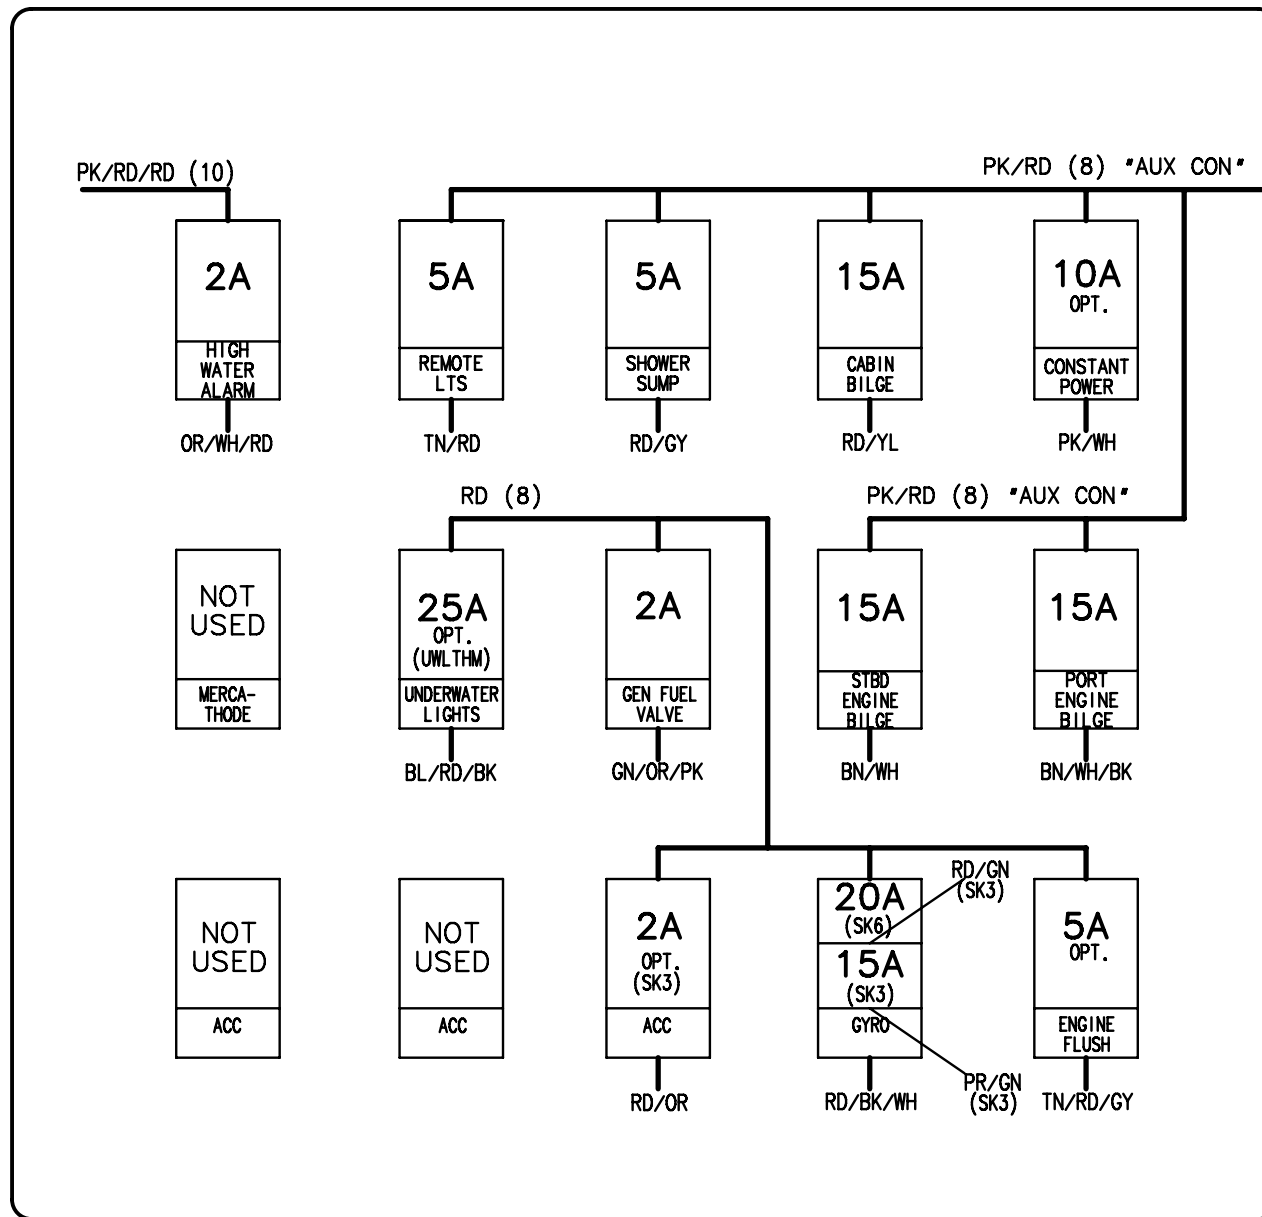 PK/RD/RD (10)
PK/RD (8) "AUX CON"
2A
HIGH
WATER
ALARM
OR/WH/RD
5A
REMOTE
LTS
TN/RD
5A
SHOWER
SUMP
RD/GY
15A
CABIN
BILGE
RD/YL
10A
OPT.
CONSTANT
POWER
PK/WH
RD (8)
PK/RD (8) "AUX CON"
NOT
USED
MERCA-
THODE
25A
OPT.
(UWLTHM)
UNDERWATER
LIGHTS
BL/RD/BK
2A
GEN FUEL
VALVE
GN/OR/PK
15A
STBD
ENGINE
BILGE
BN/WH
15A
PORT
ENGINE
BILGE
BN/WH/BK
NOT
USED
ACC
NOT
USED
ACC
2A
OPT.
(SK3)
ACC
RD/OR
20A
(SK6)
15A
(SK3)
GYRO
RD/BK/WH
RD/GN
(SK3)
PR/GN
(SK3)
5A
OPT.
ENGINE
FLUSH
TN/RD/GY